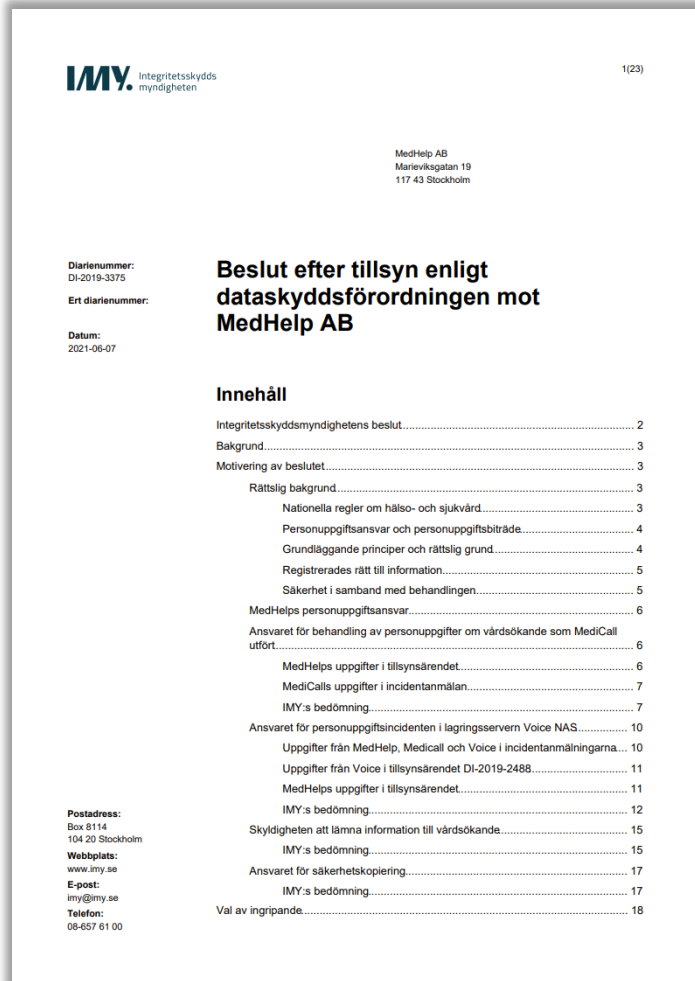 IMY. Integritetsskydds
myndigheten
1(23)
MedHelp AB
Marieviksgatan 19
117 43 Stockholm
Diarienummer:
DI-2019-3375
Ert diarienummer:
Datum:
2021-06-07
Beslut efter tillsyn enligt
dataskyddsförordningen mot
MedHelp AB
Innehåll
Integritetsskyddsmyndighetens beslut 2
Bakgrund 3
Motivering av beslutet 3
Rättslig bakgrund 3
Nationella regler om hälso- och sjukvård 3
Personuppgiftsansvar och personuppgiftsbiträde 4
Grundläggande principer och rättslig grund 4
Registrerades rätt till information 5
Säkerhet i samband med behandlingen 5
MedHelps personuppgiftsansvar 6
Ansvaret för behandling av personuppgifter om vårdsökande som MediCall
utfört 6
MedHelps uppgifter i tillsynsärendet 6
MediCalls uppgifter i incidentanmälan 7
IMY:s bedömning 7
Ansvaret för personuppgiftsincidenten i lagringsservern Voice NAS 10
Uppgifter från MedHelp, Medicall och Voice i incidentanmälningarna 10
Uppgifter från Voice i tillsynsärendet DI-2019-2488 11
MedHelps uppgifter i tillsynsärendet 11
IMY:s bedömning 12
Skyldigheten att lämna information till vårdsökande 15
IMY:s bedömning 15
Ansvaret för säkerhetskopiering 17
IMY:s bedömning 17
Val av ingripande 18
Postadress:
Box 8114
104 20 Stockholm
Webbplats:
www.imy.se
E-post:
imy@imy.se
Telefon:
08-657 61 00